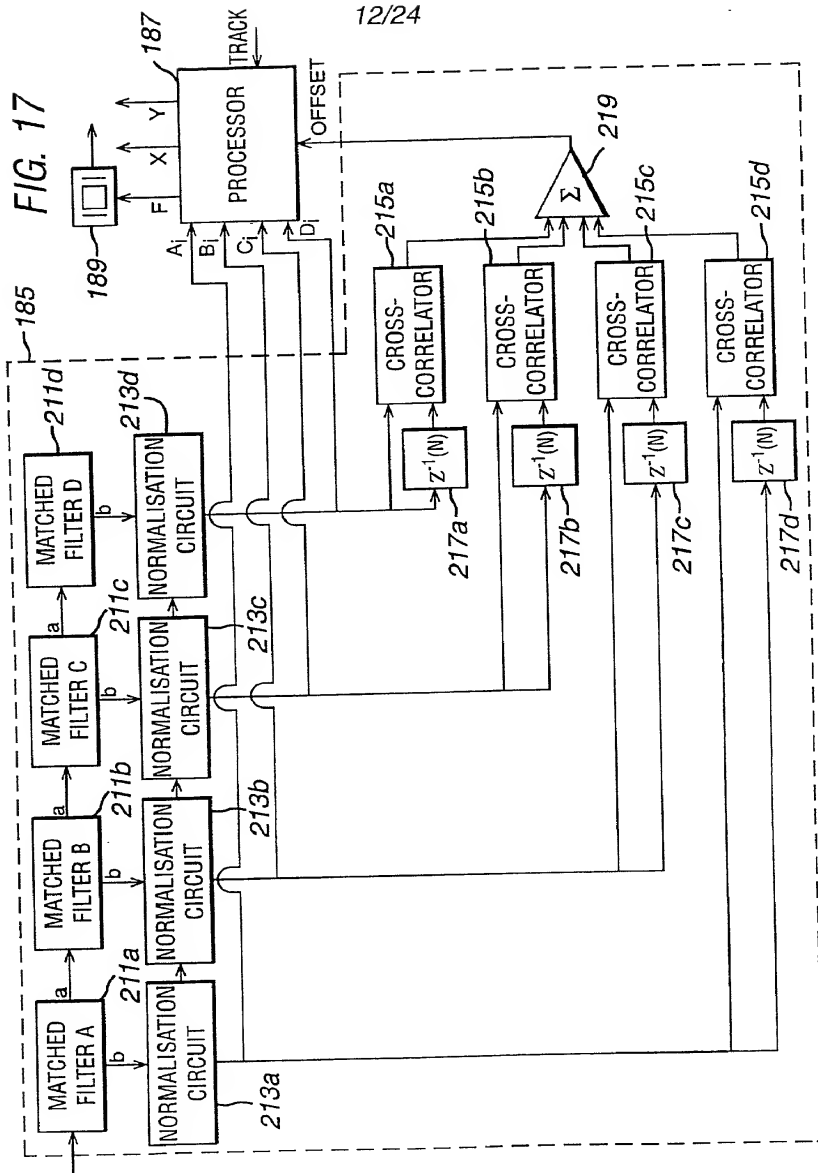 12/24
FIG. 17
189
187
F
X
Y
PROCESSOR
TRACK
OFFSET
Ai
Bi
Ci
Di
185
MATCHED
FILTER A
211a
a
b
MATCHED
FILTER B
211b
a
b
MATCHED
FILTER C
211c
a
b
MATCHED
FILTER D
211d
b
NORMALISATION
CIRCUIT
213a
NORMALISATION
CIRCUIT
213b
NORMALISATION
CIRCUIT
213c
NORMALISATION
CIRCUIT
213d
CROSS-
CORRELATOR
215a
Z-1(N)
217a
CROSS-
CORRELATOR
215b
Z-1(N)
217b
CROSS-
CORRELATOR
215c
Z-1(N)
217c
CROSS-
CORRELATOR
215d
Z-1(N)
217d
Σ
219